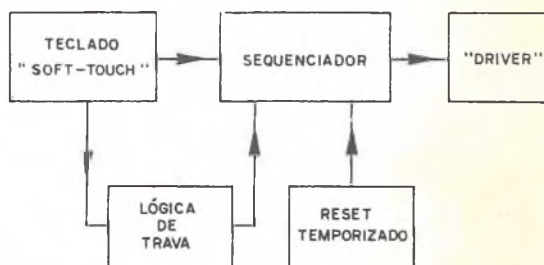 TECLADO
"SOFT-TOUCH"
SEQUENCIADOR
"DRIVER"
LÓGICA
DE
TRAVA
RESET
TEMPORIZADO